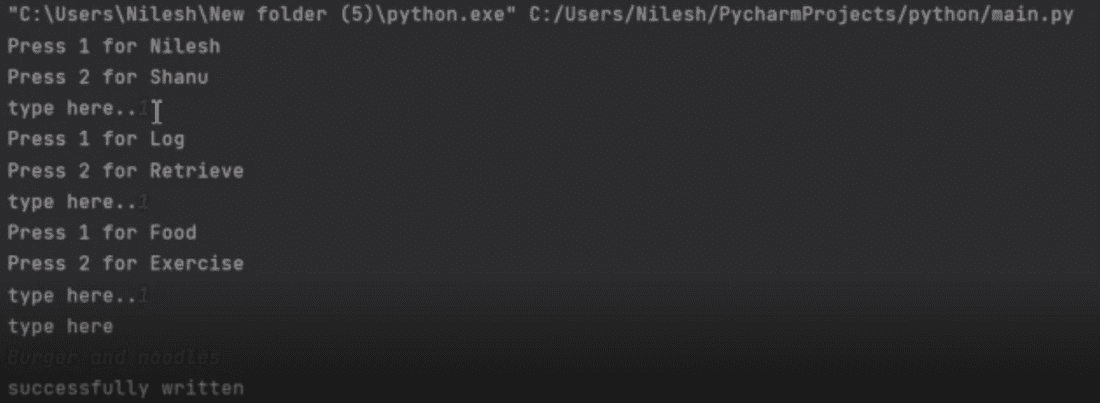 "C:\Users\Nilesh\New folder (5)\python.exe" C:/Users/Nilesh/PycharmProjects/python/main.py
Press 1 for Nilesh
Press 2 for Shanu
type here..1
Press 1 for Log
Press 2 for Retrieve
type here..1
Press 1 for Food
Press 2 for Exercise
type here..1
type here
Burger and noodles
successfully written